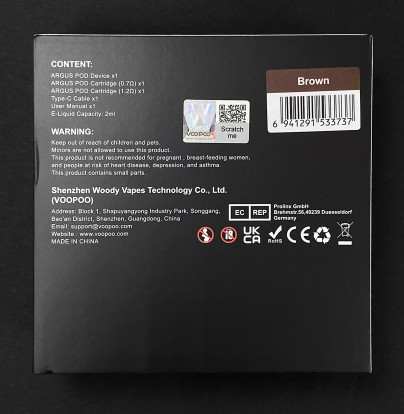 CONTENT:
ARGUS POD Device x1
ARGUS POD Cartridge (0.7Ω) x1
ARGUS POD Cartridge (1.2Ω) x1
Type-C Cable x1
User Manual x1
E-Liquid Capacity: 2ml
VOOPOO
Scratch
me
Brown
6 941291 533737
WARNING:
Keep out of reach of children and pets.
Minors are not allowed to use this product.
This product is not recommended for pregnant , breast-feeding women,
and people at risk of heart disease, depression, and asthma.
This product contains small parts.
Shenzhen Woody Vapes Technology Co., Ltd.
(VOOPOO)
Address: Block 1, Shapuyangyong Industry Park, Songgang,
Bao'an District, Shenzhen, Guangdong, China
Email: support@voopoo.com
Website : www.voopoo.com
MADE IN CHINA
EC REP
Prolinx GmbH
Brehmstr.56,40239 Duesseldorf
Germany
18
UK
CA
RoHS
CE